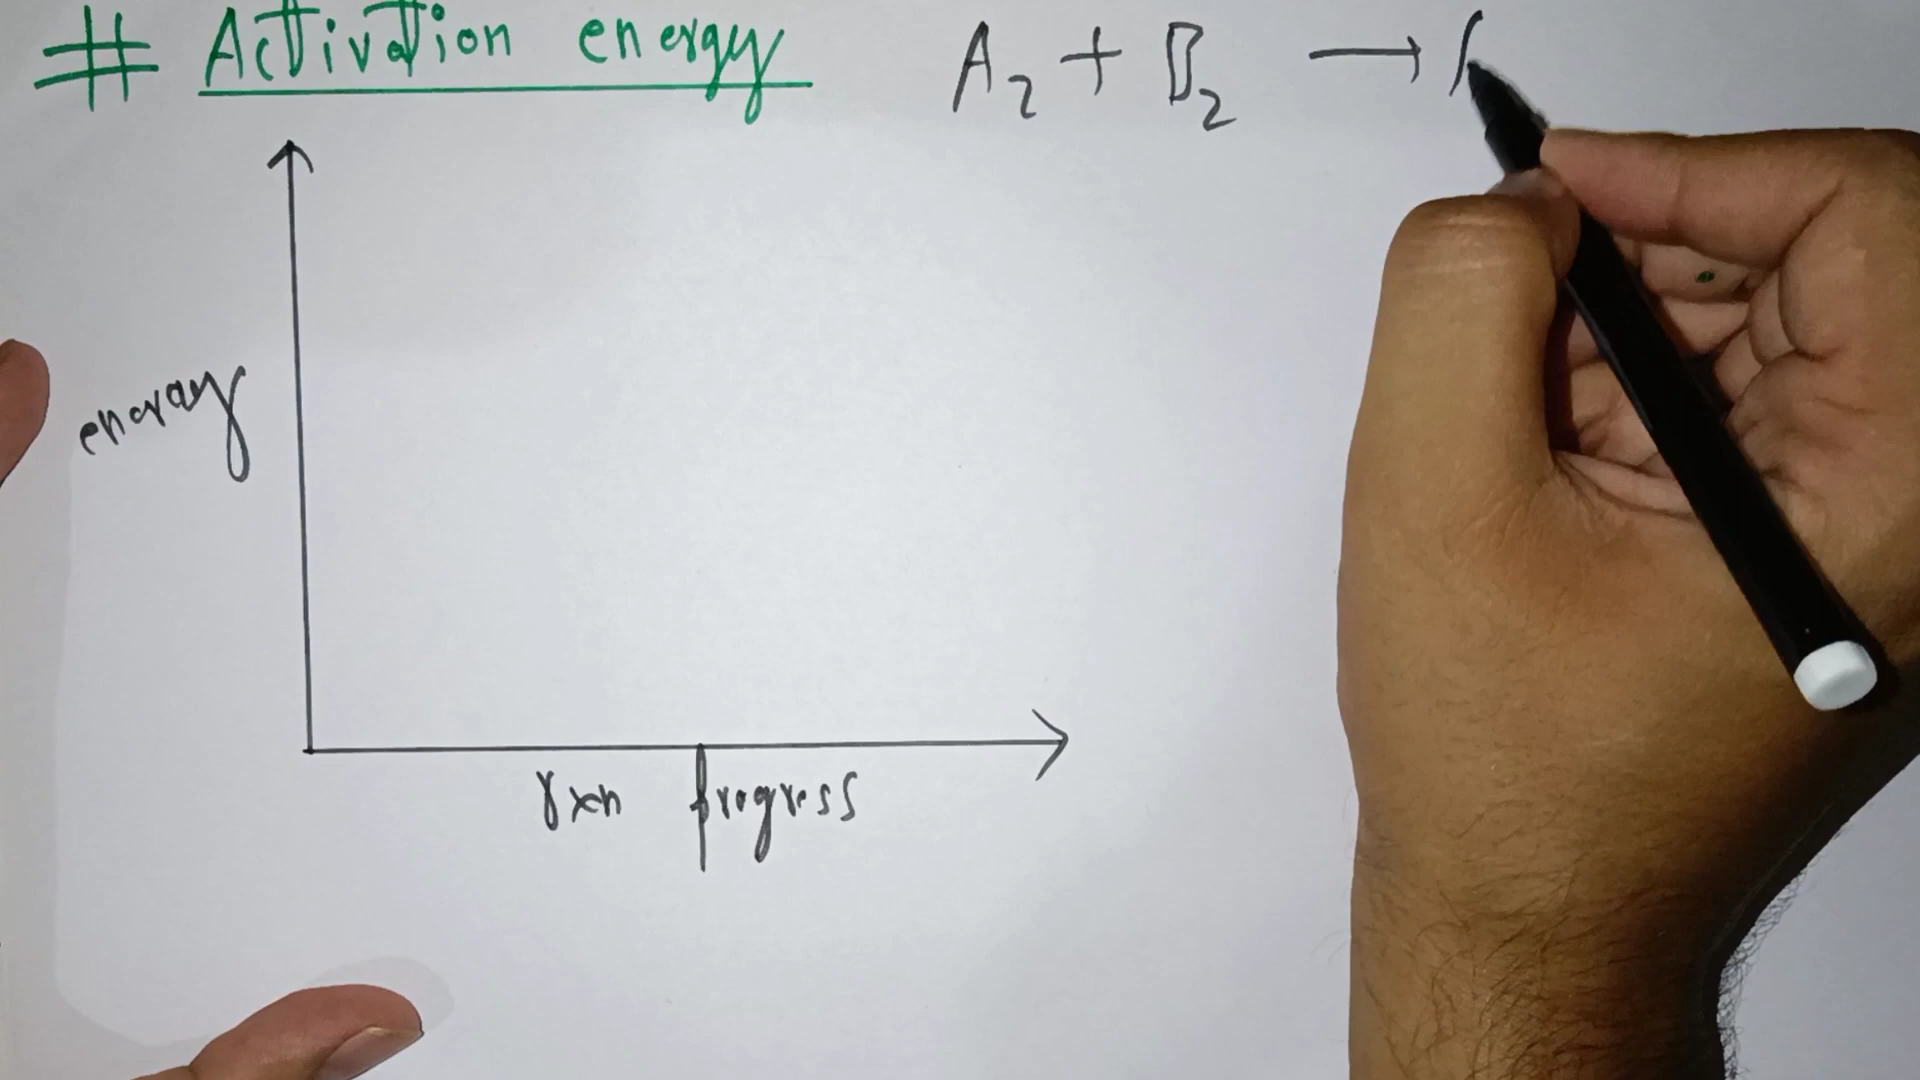 # Activation energy
A₂ + B₂ →
energy
rxn progress